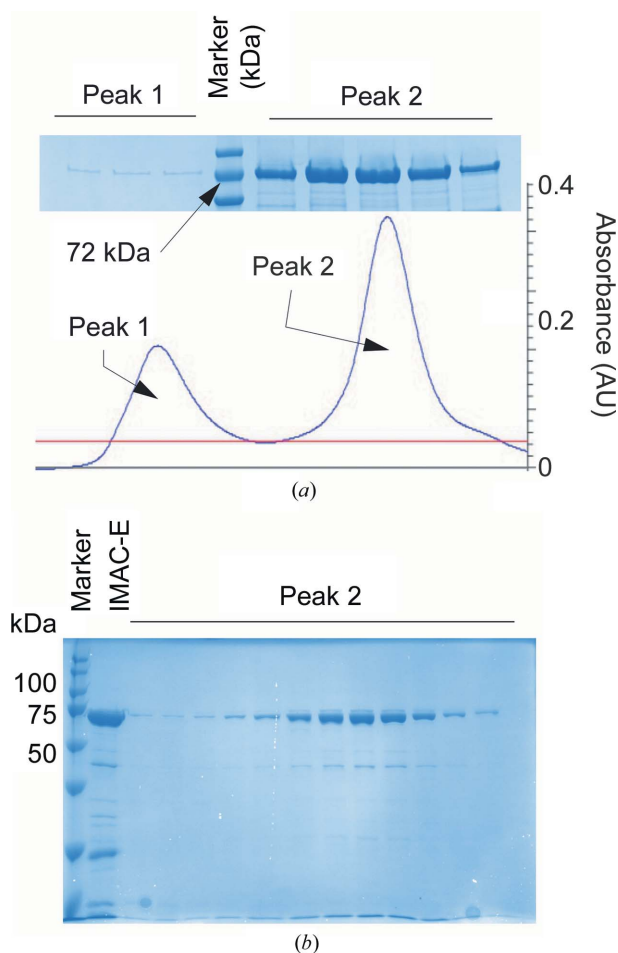 Peak 1
Marker
(kDa)
Peak 2
72 kDa
Peak 2
Peak 1
0.4
0.2
0
Absorbance (AU)
(a)
Marker
IMAC-E
Peak 2
kDa
100
75
50
(b)